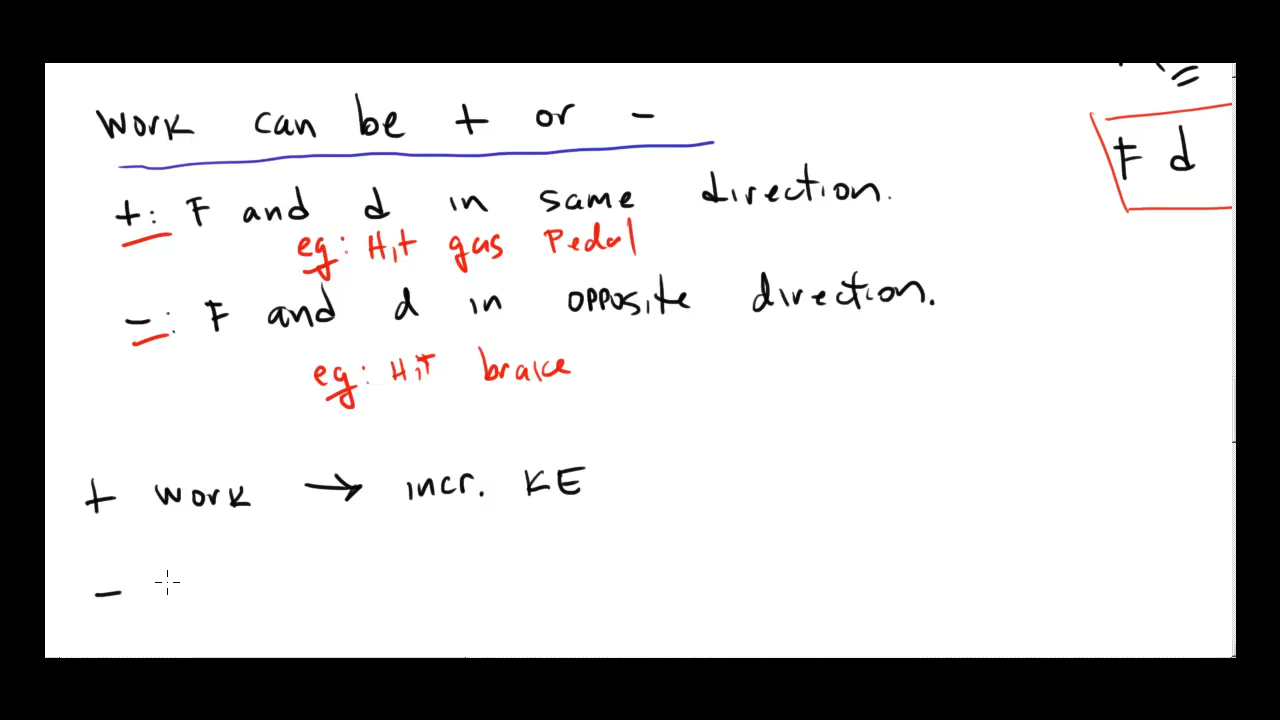 Work can be + or -
+: F and d in same direction.
eg: Hit gas Pedal
-: F and d in opposite direction.
eg: Hit brake
+ work → incr. KE
-
F d